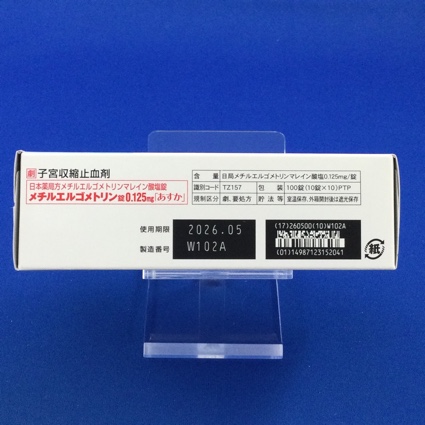 劇 子宮収縮止血剤
日本薬局方メチルエルゴメトリンマレイン酸塩錠
メチルエルゴメトリン錠0.125mg「あすか」
含量 日局メチルエルゴメトリンマレイン酸塩0.125mg/錠
識別コード TZ157 包装 100錠(10錠×10)PTP
規制区分 劇、要処方 貯法等 室温保存、外箱開封後は遮光保存
使用期限 2026.05
製造番号 W102A
(17)260500(10)W102A
(01)14987123152041
紙